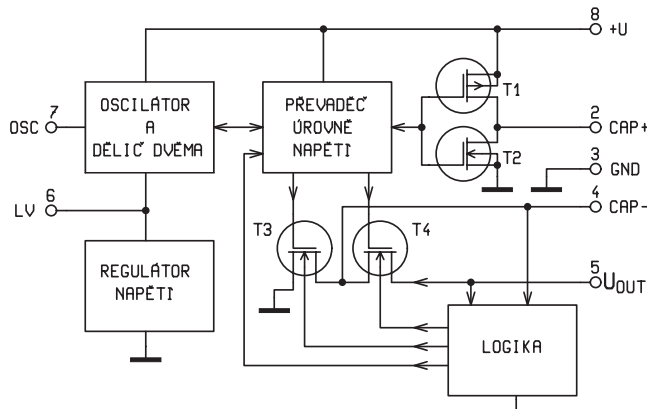 8
+U
OSCILÁTOR
A
DĚLIČ DVĚMA
PŘEVADĚČ
ÚROVNĚ
NAPĚTÍ
T1
7
OSC
2
CAP+
T2
3
GND
6
LV
4
CAP-
T3
T4
REGULÁTOR
NAPĚTÍ
5
UOUT
LOGIKA